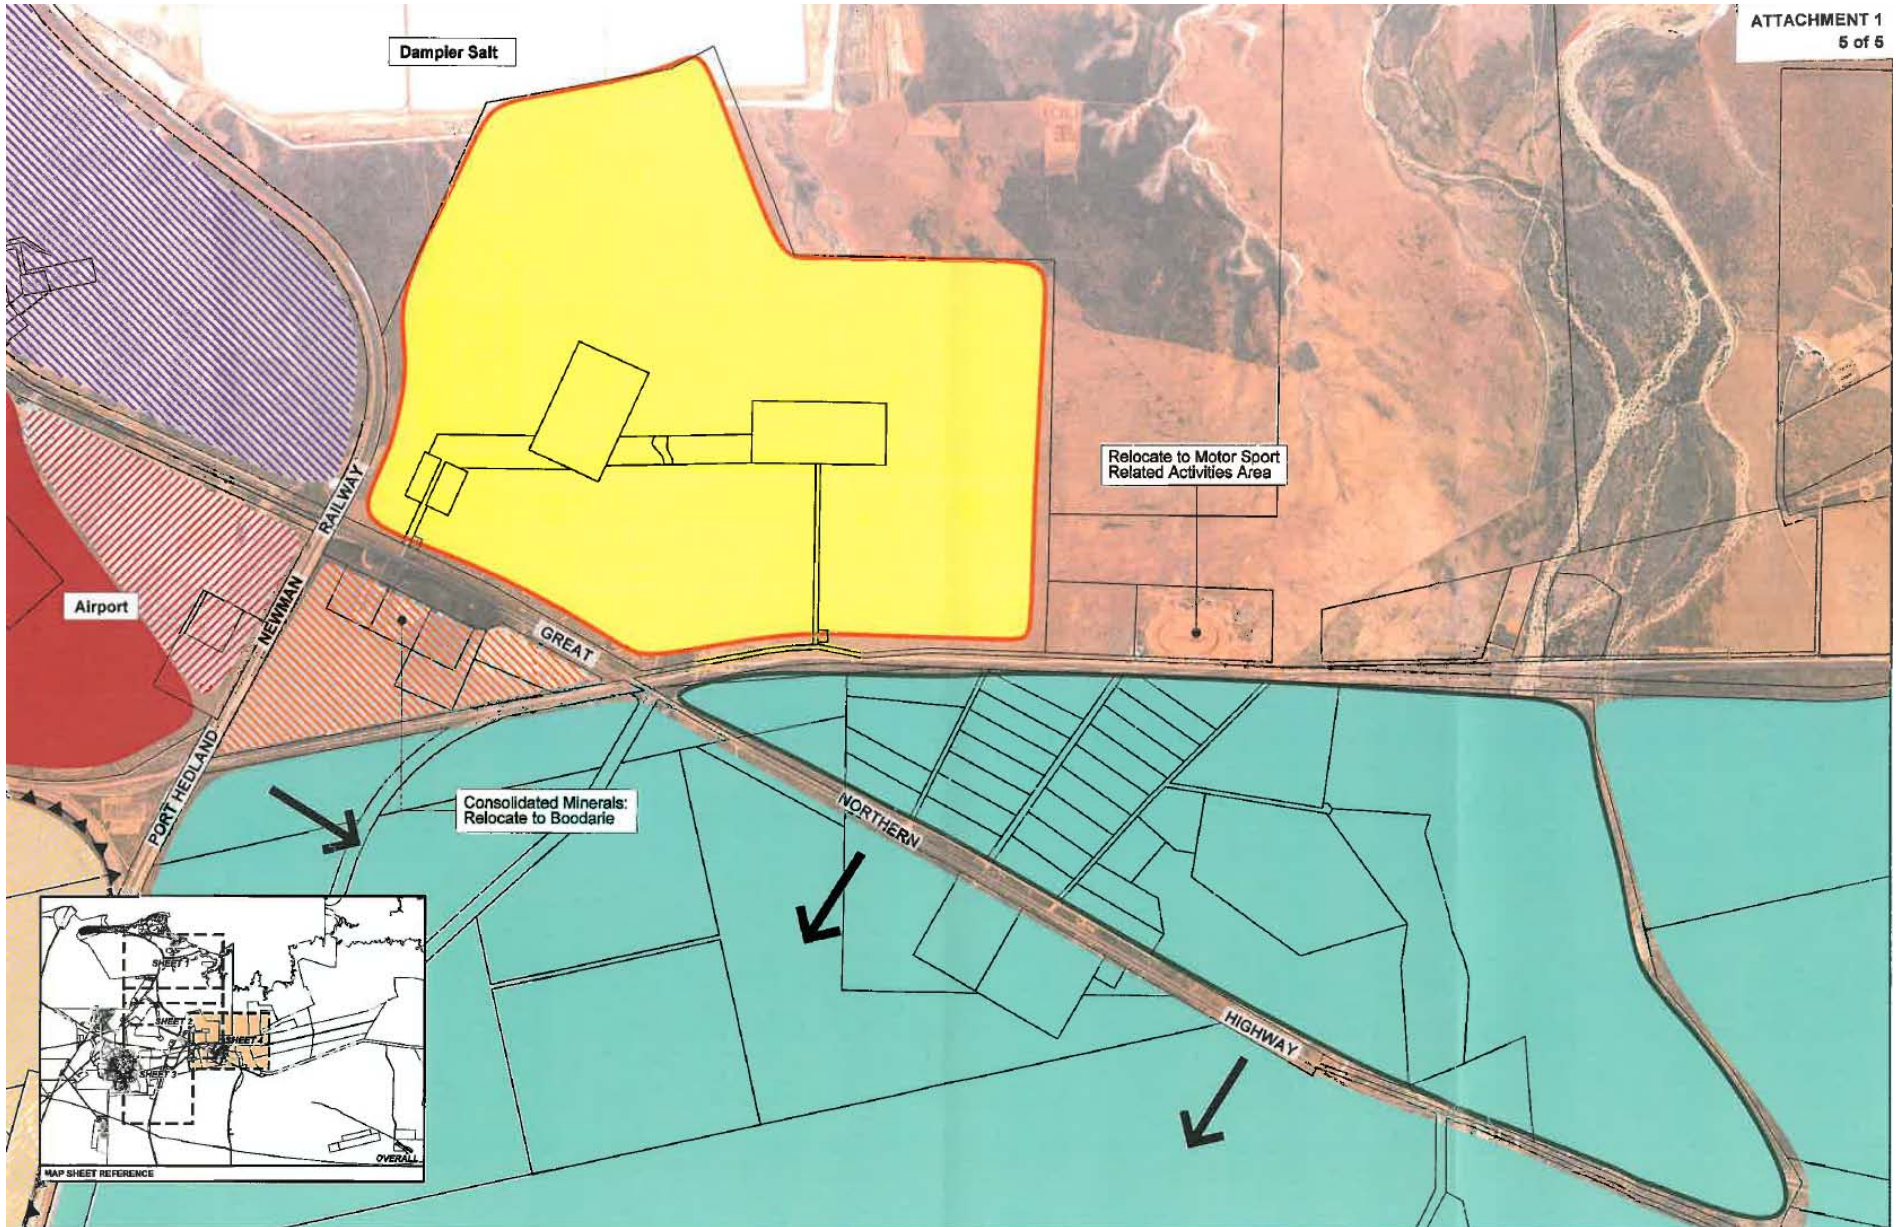 ATTACHMENT 1
5 of 5
Dampier Salt
Relocate to Motor Sport
Related Activities Area
RAILWAY
NEWMAN
PORT HEDLAND
Airport
GREAT
NORTHERN
HIGHWAY
Consolidated Minerals:
Relocate to Boodarie
SHEET 1
SHEET 2
SHEET 4
SHEET 3
OVERALL
MAP SHEET REFERENCE